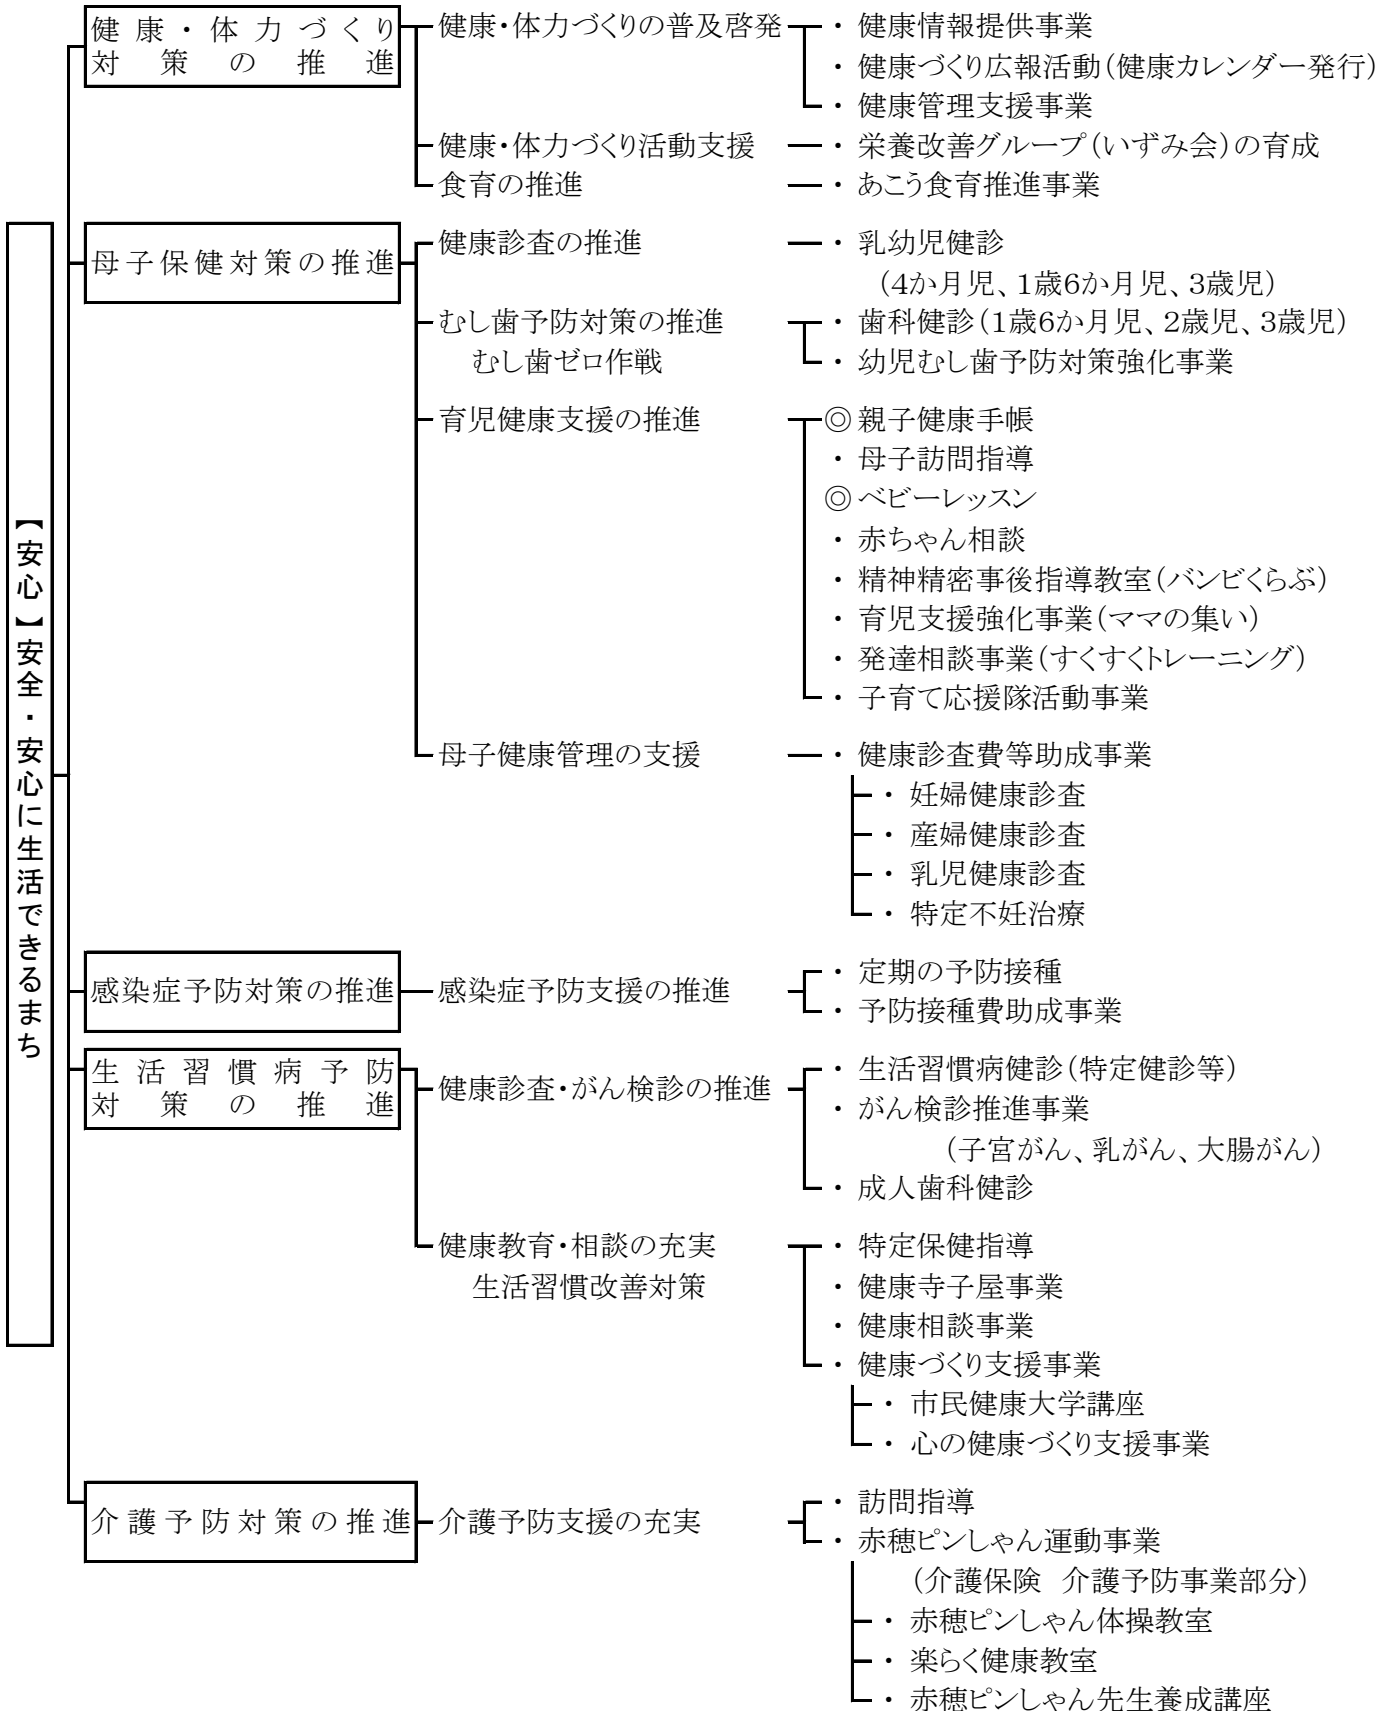 【安心】安全・安心に生活できるまち
健康・体力づくり
対策の推進
健康・体力づくりの普及啓発
・ 健康情報提供事業
・ 健康づくり広報活動(健康カレンダー発行)
・ 健康管理支援事業
健康・体力づくり活動支援
・ 栄養改善グループ(いずみ会)の育成
食育の推進
・ あこう食育推進事業
母子保健対策の推進
健康診査の推進
・ 乳幼児健診
(4か月児、1歳6か月児、3歳児)
むし歯予防対策の推進
むし歯ゼロ作戦
・ 歯科健診(1歳6か月児、2歳児、3歳児)
・ 幼児むし歯予防対策強化事業
育児健康支援の推進
◎ 親子健康手帳
・ 母子訪問指導
◎ ベビーレッスン
・ 赤ちゃん相談
・ 精神精密事後指導教室(バンビくらぶ)
・ 育児支援強化事業(ママの集い)
・ 発達相談事業(すくすくトレーニング)
・ 子育て応援隊活動事業
母子健康管理の支援
・ 健康診査費等助成事業
・ 妊婦健康診査
・ 産婦健康診査
・ 乳児健康診査
・ 特定不妊治療
感染症予防対策の推進
感染症予防支援の推進
・ 定期の予防接種
・ 予防接種費助成事業
生活習慣病予防
対策の推進
健康診査・がん検診の推進
・ 生活習慣病健診(特定健診等)
・ がん検診推進事業
(子宮がん、乳がん、大腸がん)
・ 成人歯科健診
健康教育・相談の充実
生活習慣改善対策
・ 特定保健指導
・ 健康寺子屋事業
・ 健康相談事業
・ 健康づくり支援事業
・ 市民健康大学講座
・ 心の健康づくり支援事業
介護予防対策の推進
介護予防支援の充実
・ 訪問指導
・ 赤穂ピンしゃん運動事業
(介護保険 介護予防事業部分)
・ 赤穂ピンしゃん体操教室
・ 楽らく健康教室
・ 赤穂ピンしゃん先生養成講座